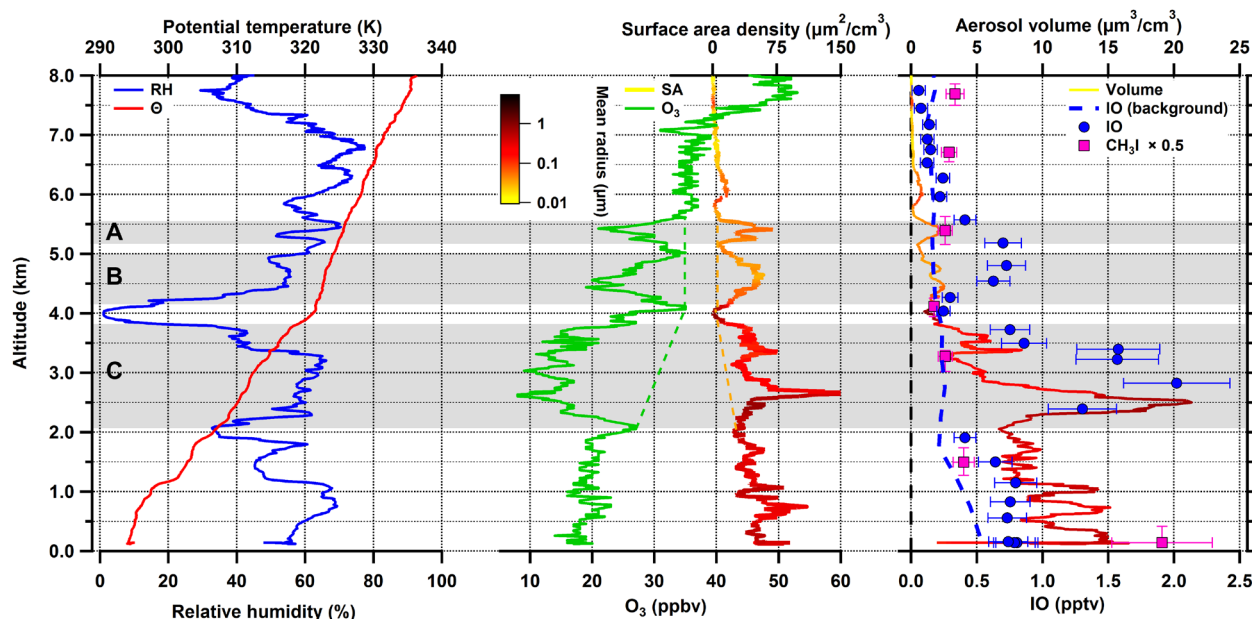 Potential temperature (K)
290 300 310 320 330 340
Surface area density (µm²/cm³)
0 75 150
Aerosol volume (µm³/cm³)
0 5 10 15 20 25
Altitude (km)
8.0
7.0
6.0
5.0
4.0
3.0
2.0
1.0
0.0
RH
Θ
A
B
C
0 20 40 60 80 100
Relative humidity (%)
1
0.1
0.01
Mean radius (µm)
SA
O₃
0 10 20 30 40 50 60
O₃ (ppbv)
Volume
IO (background)
IO
CH₃I × 0.5
0.0 0.5 1.0 1.5 2.0 2.5
IO (pptv)